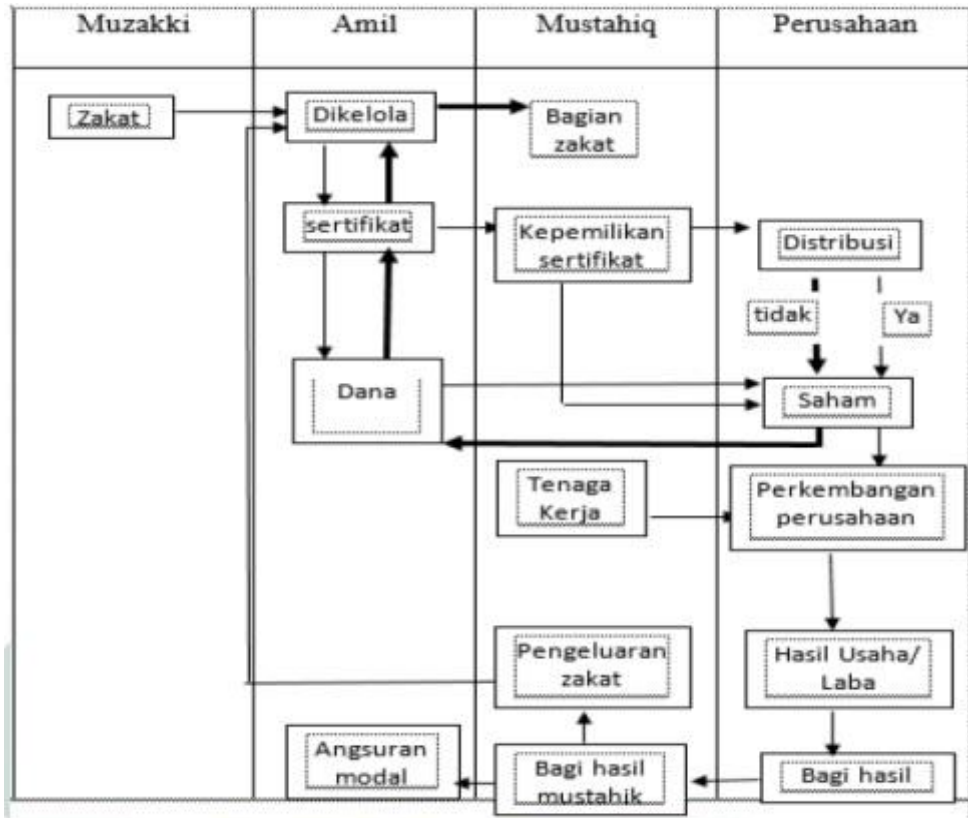 Muzakki
Amil
Mustahiq
Perusahaan
Zakat
Dikelola
Bagian
zakat
sertifikat
Kepemilikan
sertifikat
Distribusi
tidak
Ya
Dana
Saham
Tenaga
Kerja
Perkembangan
perusahaan
Pengeluaran
zakat
Hasil Usaha/
Laba
Angsuran
modal
Bagi hasil
mustahik
Bagi hasil